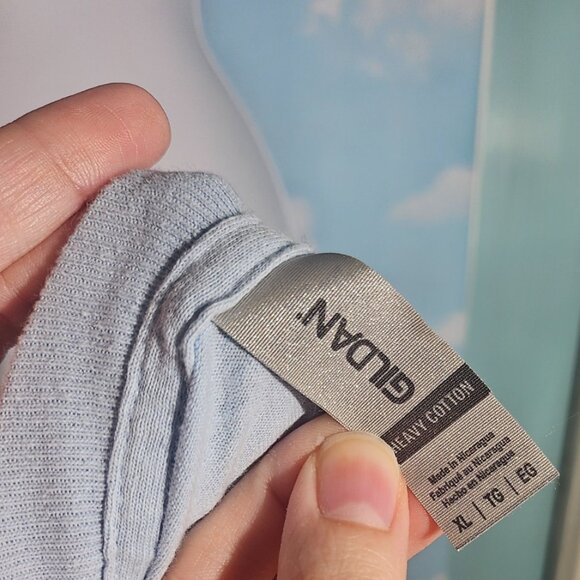 GILDAN
HEAVY COTTON
Made in Nicaragua
Fabriqué au Nicaragua
Hecho en Nicaragua
XL | TG | EG